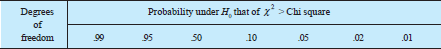 Degrees of freedom
Probability under H₀ that of χ² > Chi square
.99 .95 .50 .10 .05 .02 .01